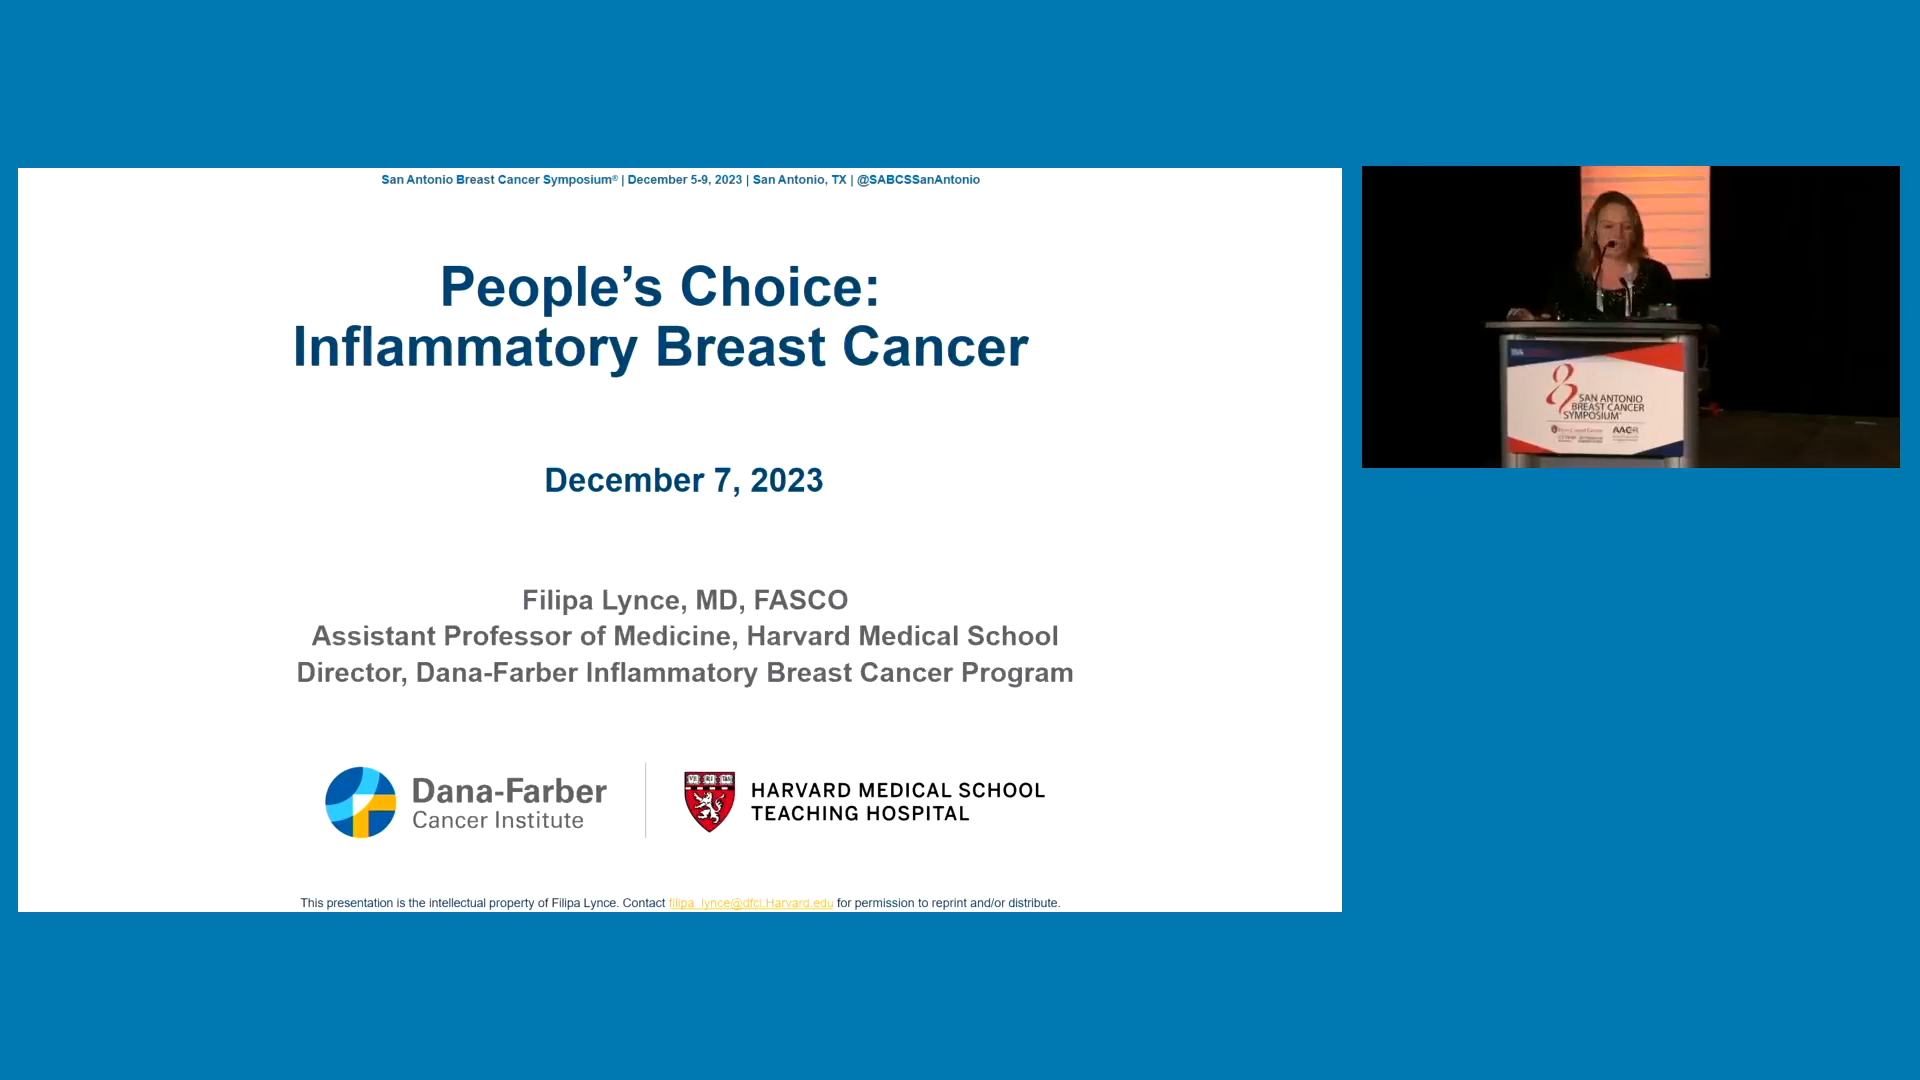 San Antonio Breast Cancer Symposium® | December 5-9, 2023 | San Antonio, TX | @SABCSSanAntonio
People’s Choice:
Inflammatory Breast Cancer
December 7, 2023
Filipa Lynce, MD, FASCO
Assistant Professor of Medicine, Harvard Medical School
Director, Dana-Farber Inflammatory Breast Cancer Program
Dana-Farber
Cancer Institute
VE RI TAS
HARVARD MEDICAL SCHOOL
TEACHING HOSPITAL
This presentation is the intellectual property of Filipa Lynce. Contact filipa_lynce@dfci.Harvard.edu for permission to reprint and/or distribute.
SAN ANTONIO
BREAST CANCER
SYMPOSIUM
AACR